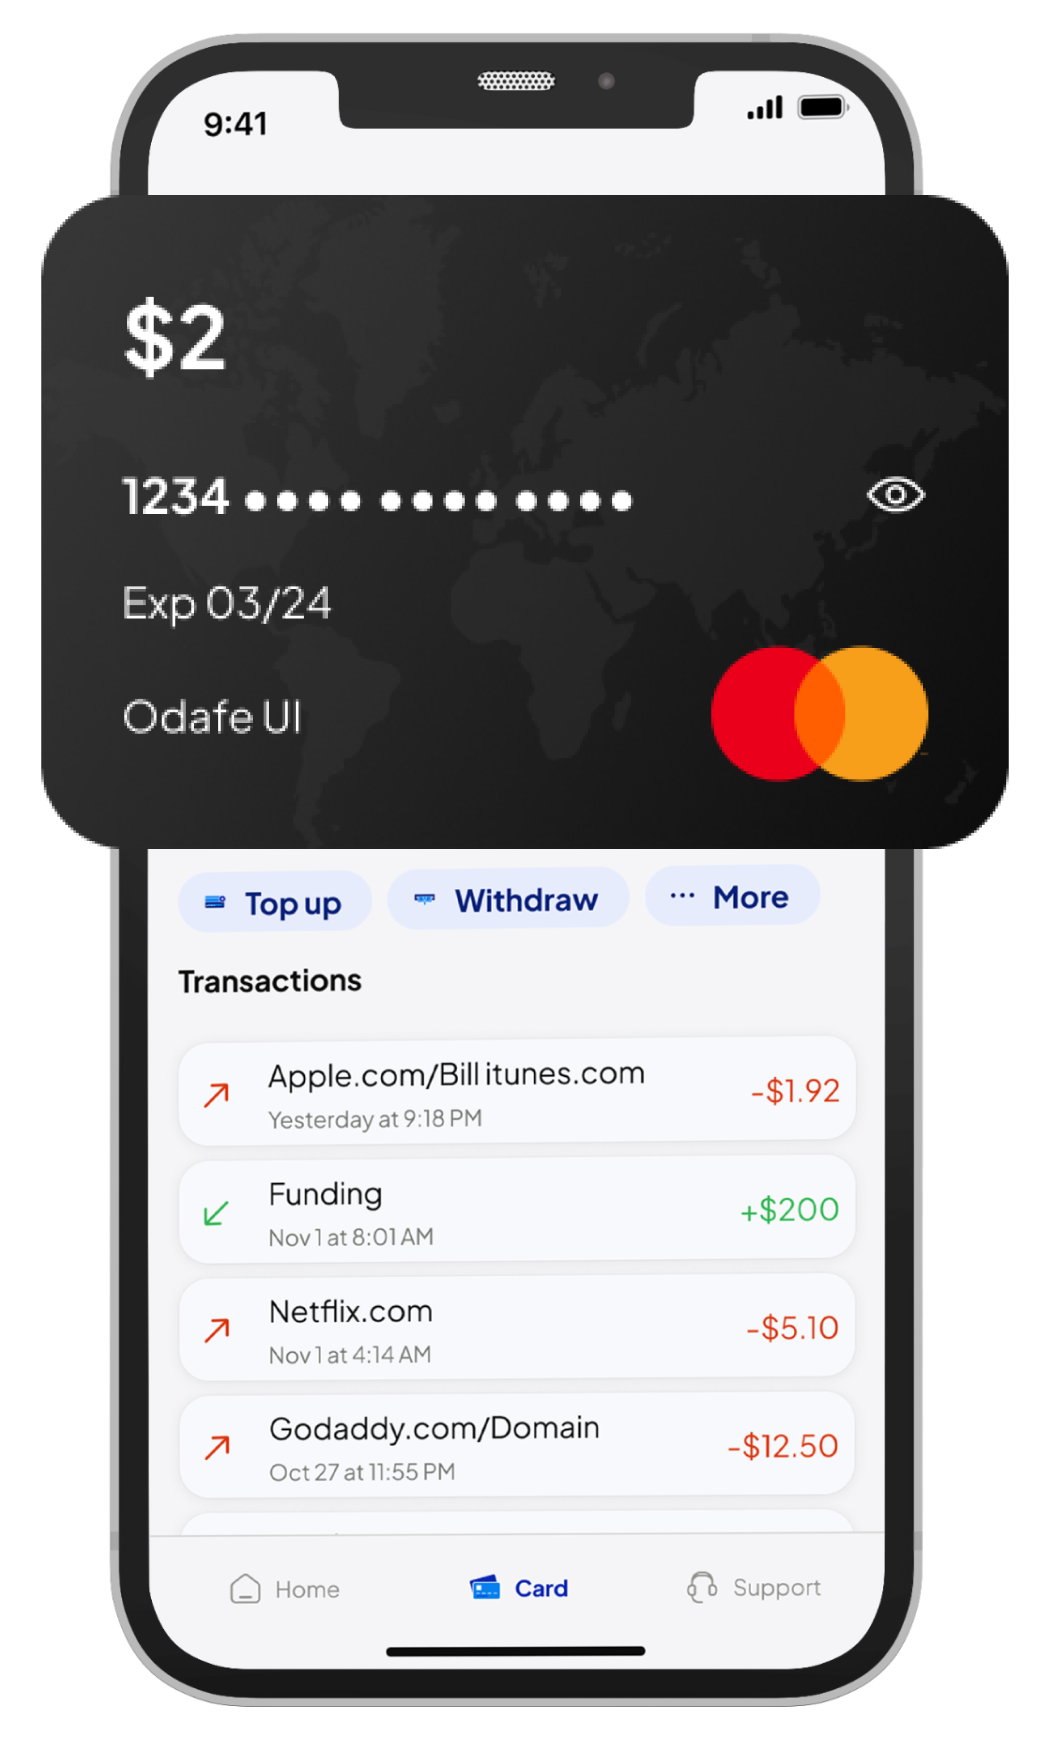 9:41
$2
1234 •••• •••• ••••
Exp 03/24
Odafe UI
Top up
Withdraw
More
Transactions
Apple.com/Bill itunes.com
-$1.92
Yesterday at 9:18 PM
Funding
+$200
Nov 1 at 8:01 AM
Netflix.com
-$5.10
Nov 1 at 4:14 AM
Godaddy.com/Domain
-$12.50
Oct 27 at 11:55 PM
Home
Card
Support